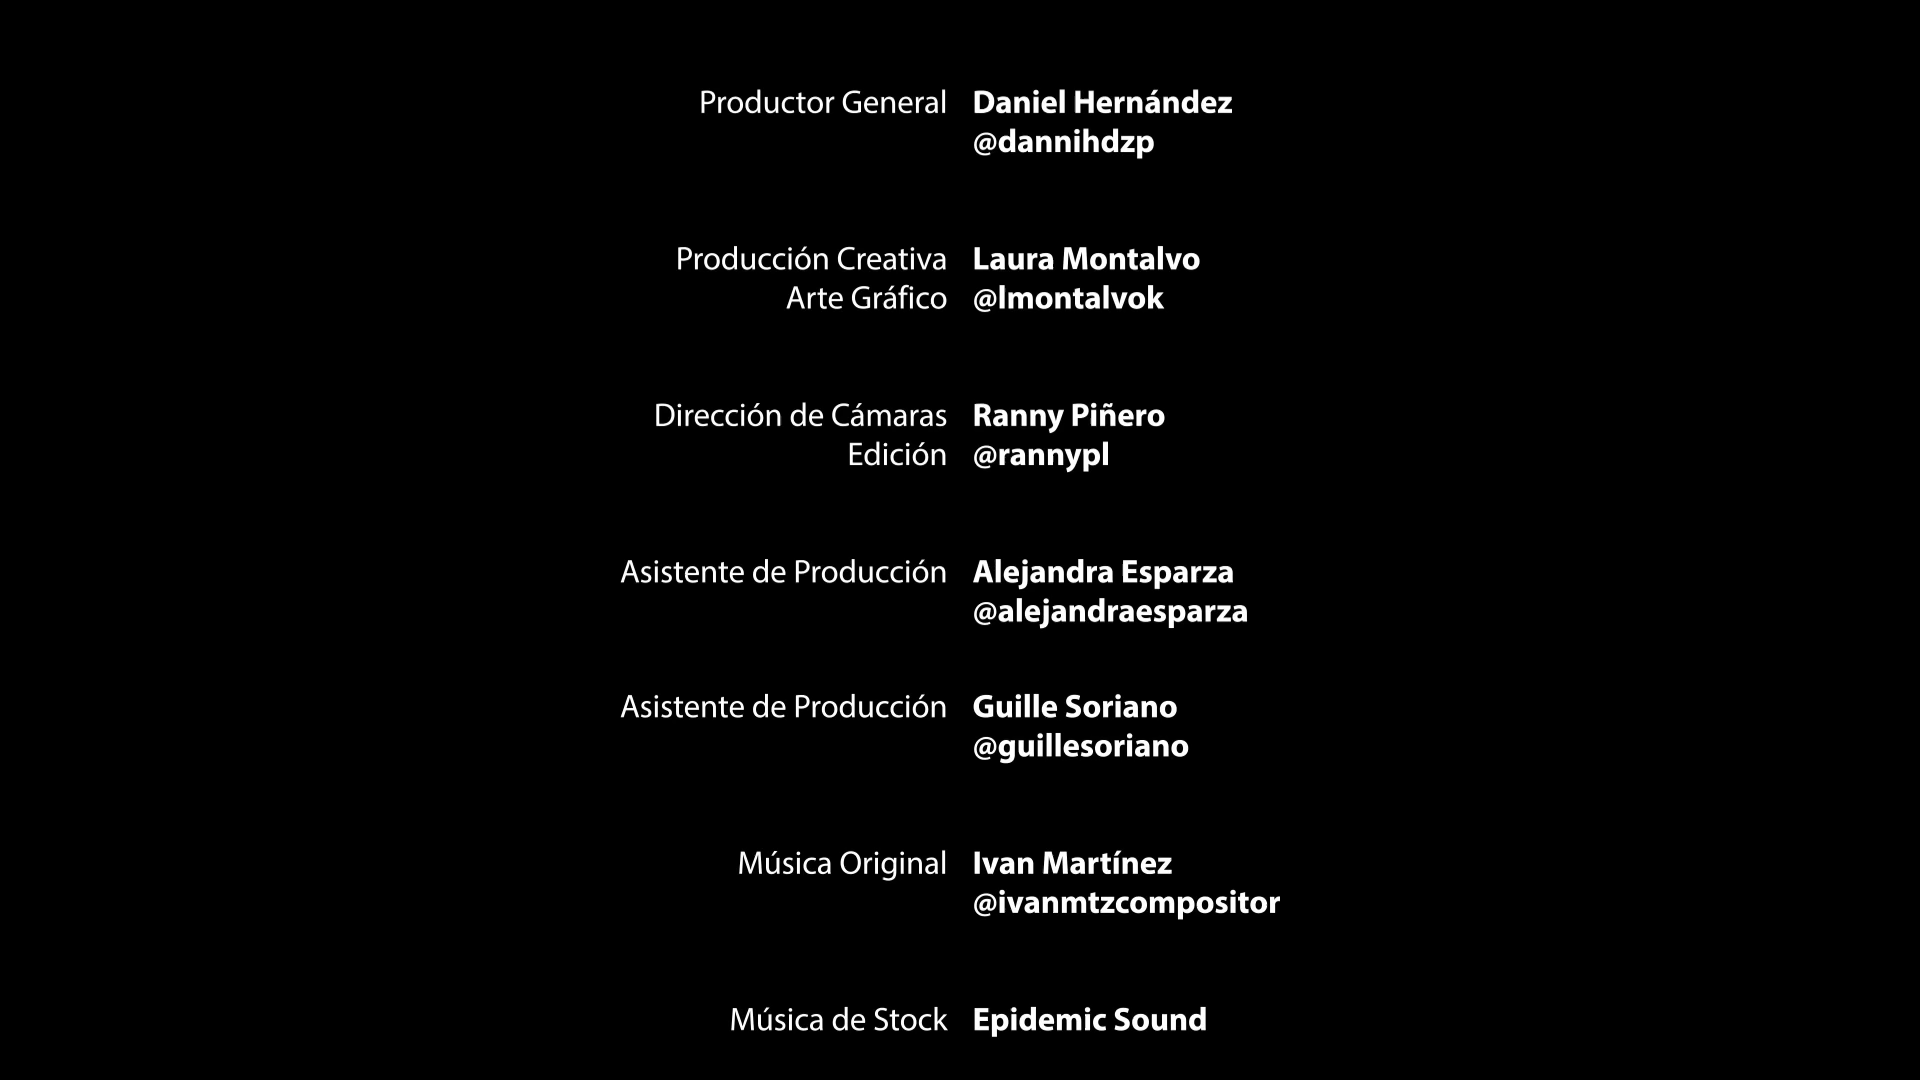 Productor General Daniel Hernández
@dannihdzp
Producción Creativa Laura Montalvo
Arte Gráfico @lmontalvok
Dirección de Cámaras Ranny Piñero
Edición @rannypl
Asistente de Producción Alejandra Esparza
@alejandraesparza
Asistente de Producción Guille Soriano
@guillesoriano
Música Original Ivan Martínez
@ivanmtzcompositor
Música de Stock Epidemic Sound